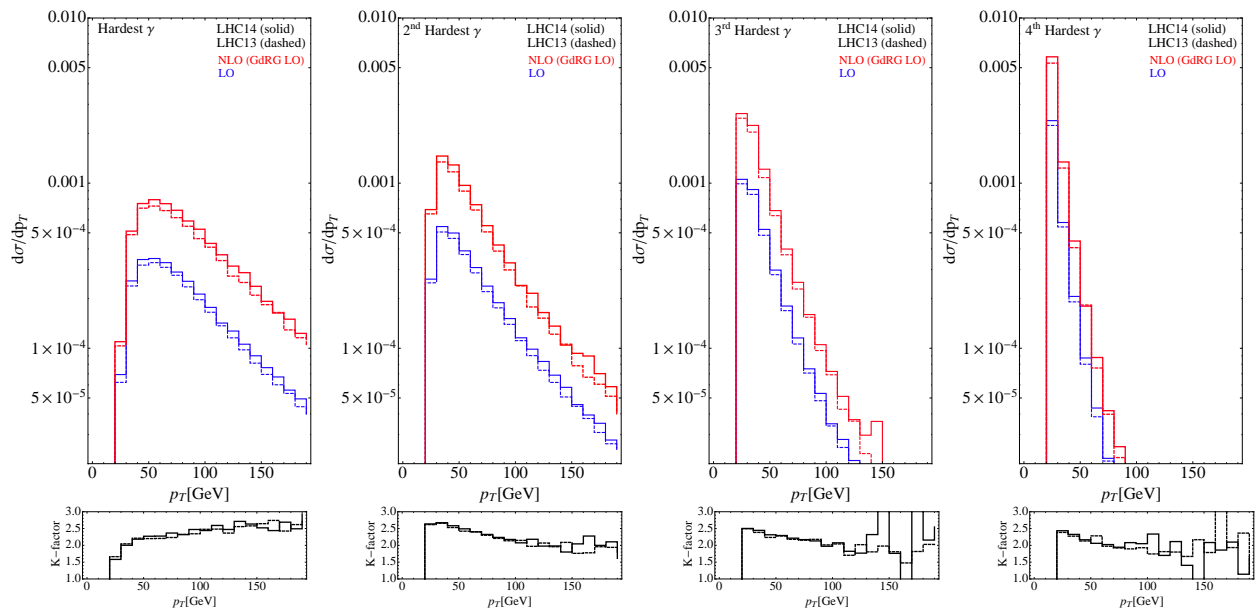 Hardest γ
LHC14 (solid)
LHC13 (dashed)
NLO (GdRG LO)
LO
0.010
0.005
0.001
5 × 10⁻⁴
1 × 10⁻⁴
5 × 10⁻⁵
dσ/dp_T
0 50 100 150
p_T[GeV]
3.0
2.5
2.0
1.5
1.0
K−factor
0 50 100 150
p_T[GeV]
2nd Hardest γ
LHC14 (solid)
LHC13 (dashed)
NLO (GdRG LO)
LO
0.010
0.005
0.001
5 × 10⁻⁴
1 × 10⁻⁴
5 × 10⁻⁵
dσ/dp_T
0 50 100 150
p_T[GeV]
3.0
2.5
2.0
1.5
1.0
K−factor
0 50 100 150
p_T[GeV]
3rd Hardest γ
LHC14 (solid)
LHC13 (dashed)
NLO (GdRG LO)
LO
0.010
0.005
0.001
5 × 10⁻⁴
1 × 10⁻⁴
5 × 10⁻⁵
dσ/dp_T
0 50 100 150
p_T[GeV]
3.0
2.5
2.0
1.5
1.0
K−factor
0 50 100 150
p_T[GeV]
4th Hardest γ
LHC14 (solid)
LHC13 (dashed)
NLO (GdRG LO)
LO
0.010
0.005
0.001
5 × 10⁻⁴
1 × 10⁻⁴
5 × 10⁻⁵
dσ/dp_T
0 50 100 150
p_T[GeV]
3.0
2.5
2.0
1.5
1.0
K−factor
0 50 100 150
p_T[GeV]